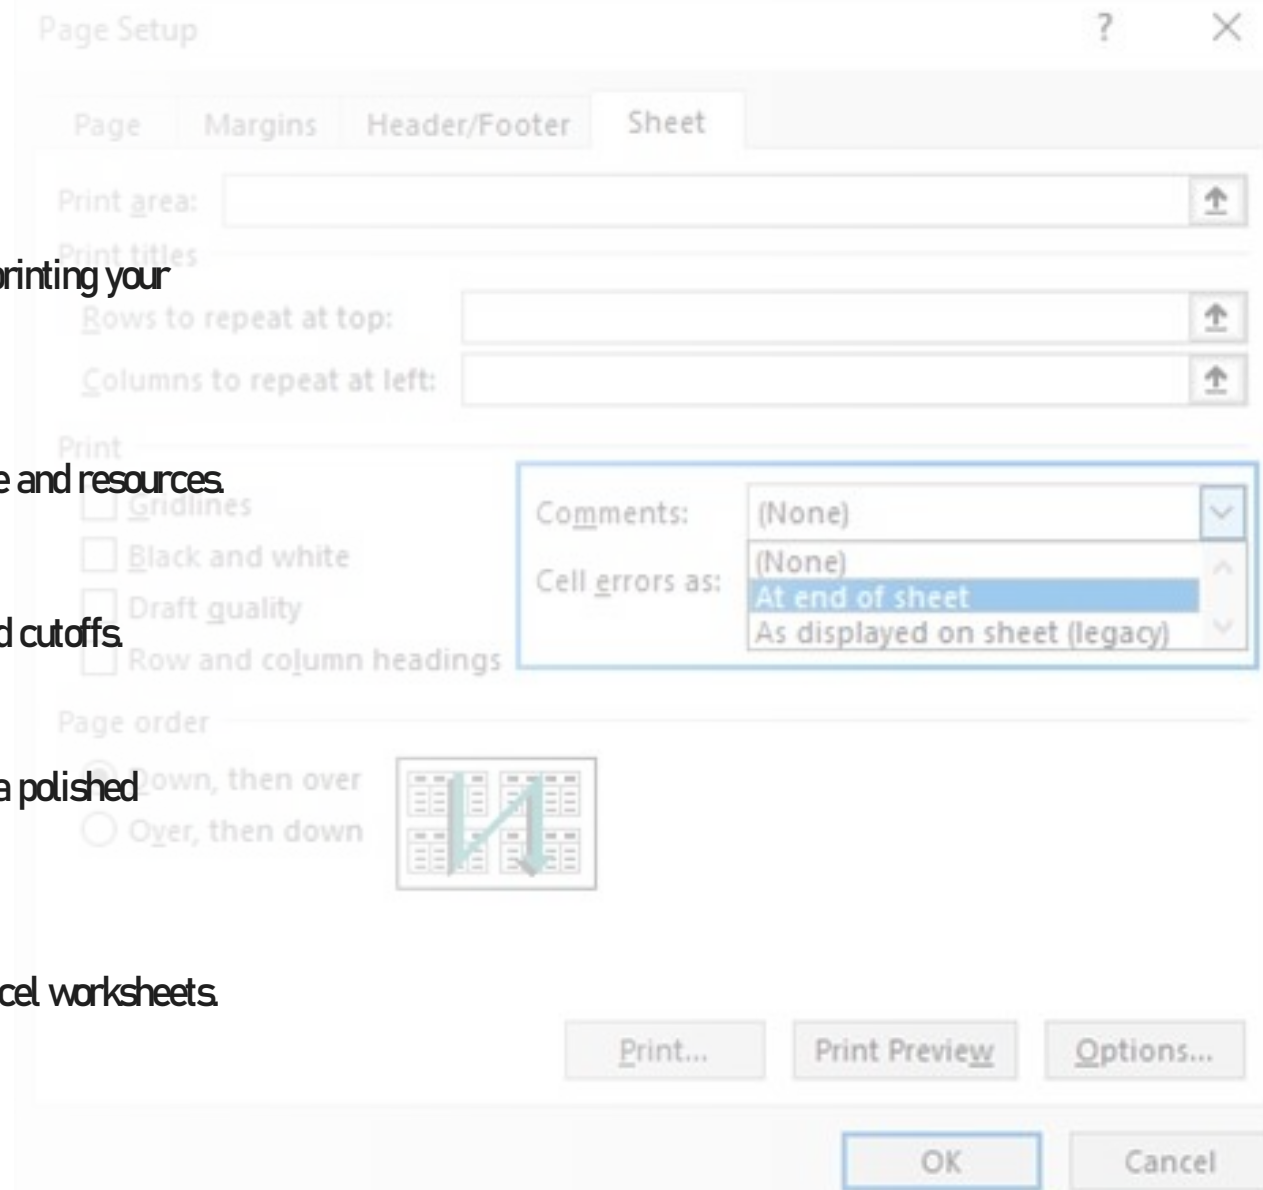 Page Setup ? ×
Page Margins Header/Footer Sheet
Print area:
Print titles
printing your
Rows to repeat at top:
Columns to repeat at left:
Print
and resources.
Gridlines
Comments: (None)
Black and white
(None)
Cell errors as:
At end of sheet
Draft quality
d cutoffs.
As displayed on sheet (legacy)
Row and column headings
Page order
Down, then over
a polished
Over, then down
cel worksheets.
Print... Print Preview Options...
OK Cancel